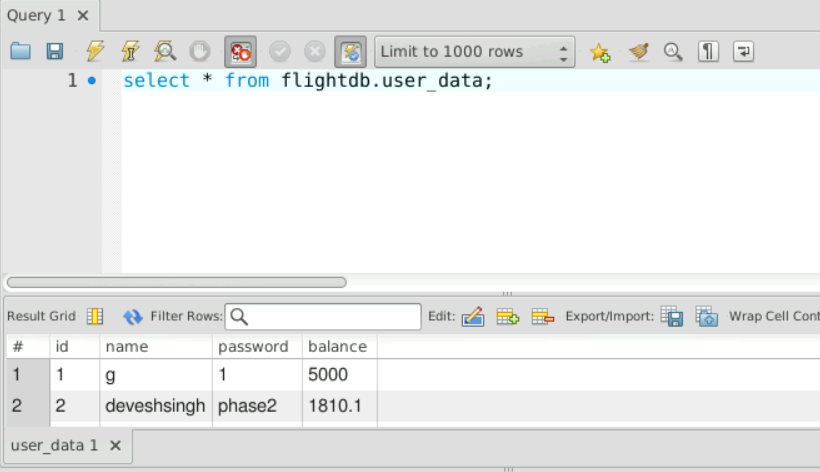 Query 1
Limit to 1000 rows
1 select * from flightdb.user_data;
Result Grid Filter Rows: Edit: Export/Import: Wrap Cell Cont
# id name password balance
1 1 g 1 5000
2 2 deveshsingh phase2 1810.1
user_data 1